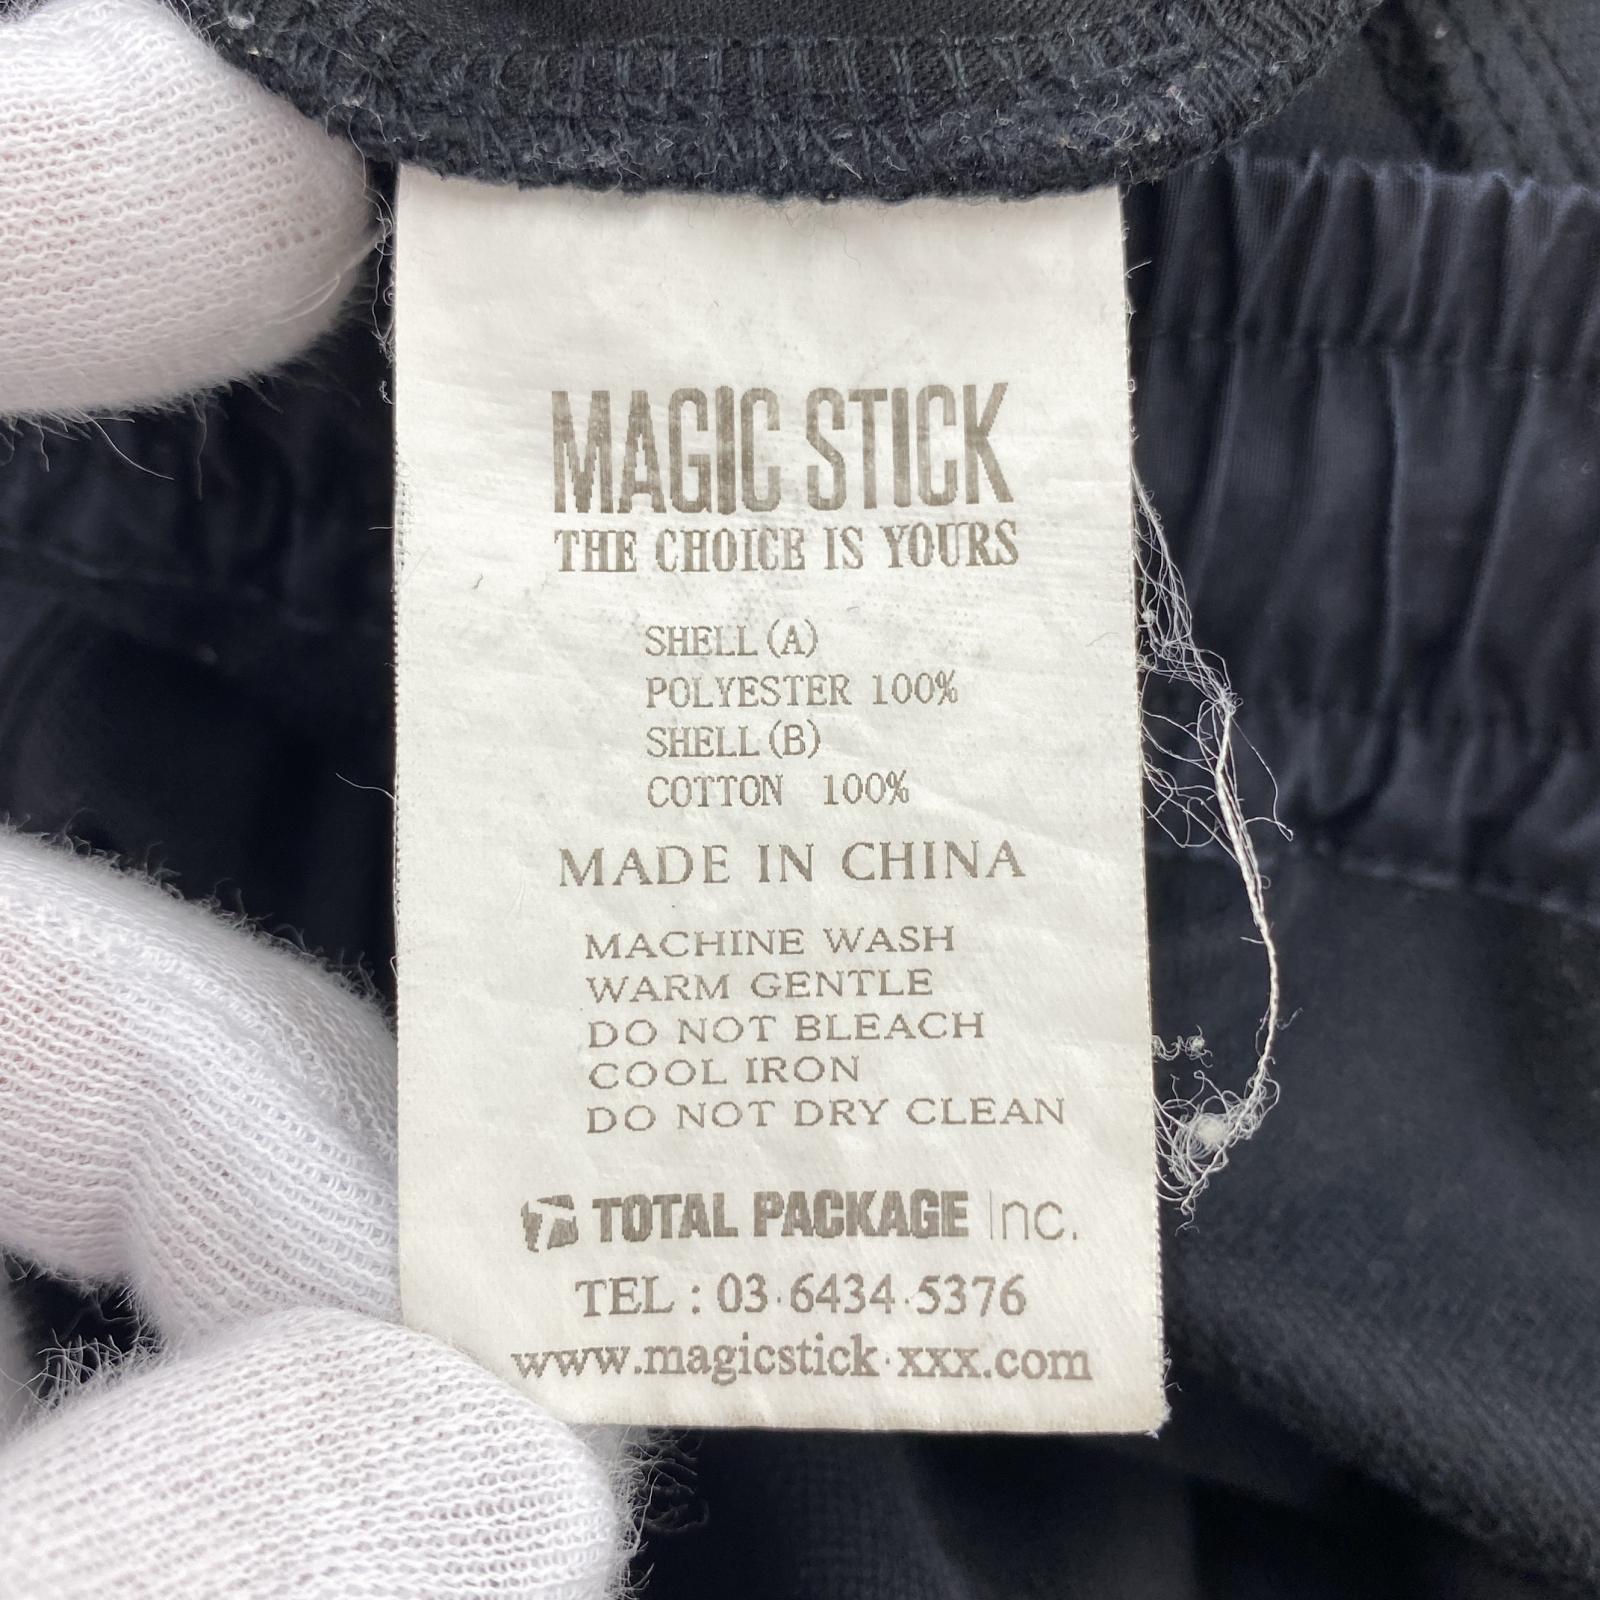 MAGIC STICK
THE CHOICE IS YOURS
SHELL (A)
POLYESTER 100%
SHELL (B)
COTTON 100%
MADE IN CHINA
MACHINE WASH
WARM GENTLE
DO NOT BLEACH
COOL IRON
DO NOT DRY CLEAN
TOTAL PACKAGE Inc.
TEL : 03·6434·5376
www.magicstick·xxx.com